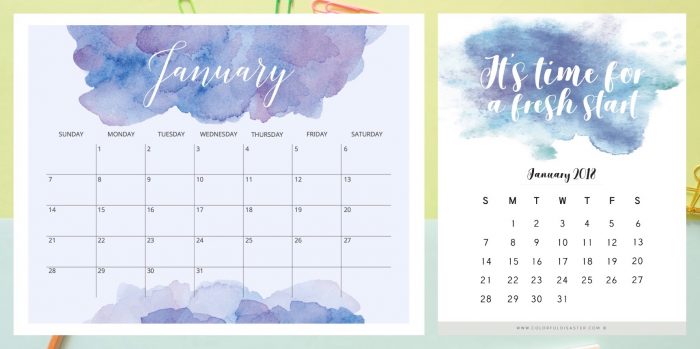 January
SUNDAY MONDAY TUESDAY WEDNESDAY THURSDAY FRIDAY SATURDAY
1 2 3 4 5 6
7 8 9 10 11 12 13
14 15 16 17 18 19 20
21 22 23 24 25 26 27
28 29 30 31
It's time for
a fresh start
January 2018
S M T W T F S
1 2 3 4 5 6
7 8 9 10 11 12 13
14 15 16 17 18 19 20
21 22 23 24 25 26 27
28 29 30 31
WWW.COLORFULDISASTER.COM ©